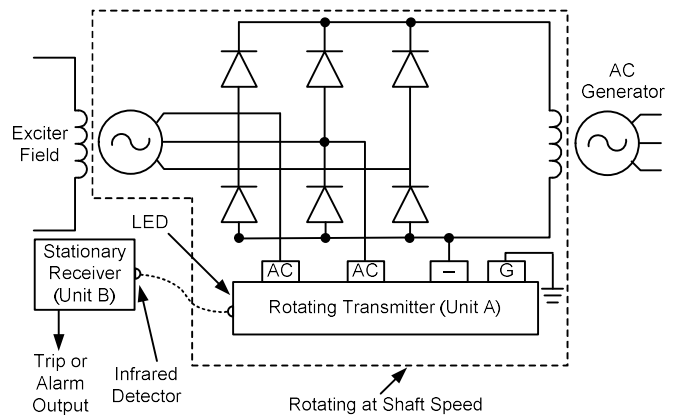 AC
Generator
Exciter
Field
LED
Stationary
Receiver
(Unit B)
AC
AC
–
G
Rotating Transmitter (Unit A)
Trip or
Alarm
Output
Infrared
Detector
Rotating at Shaft Speed